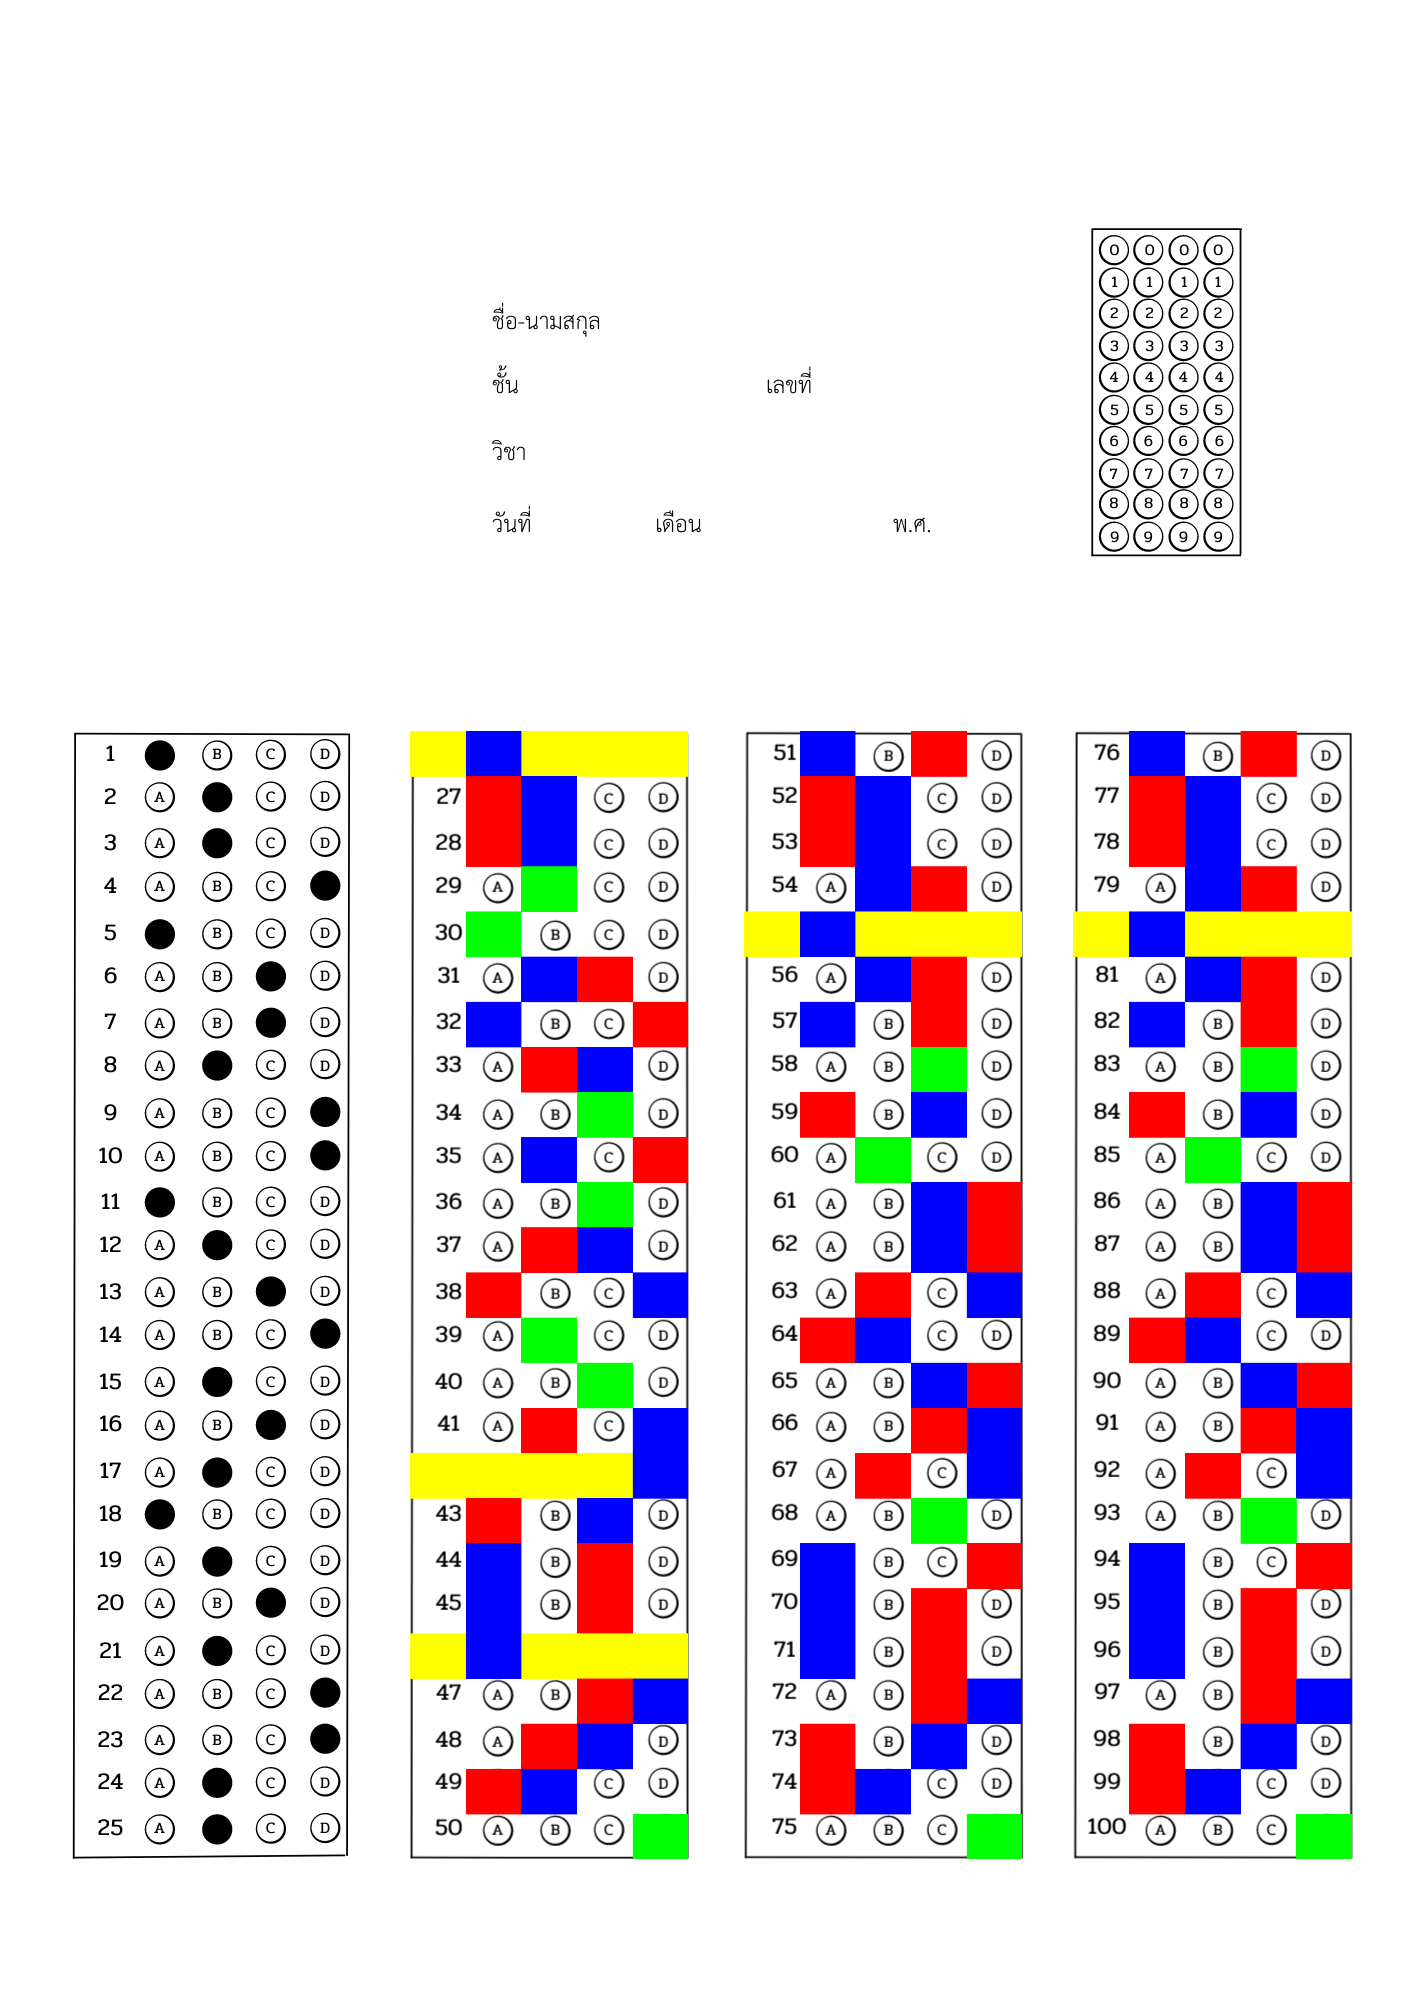 ชื่อ-นามสกุล
ชั้น เลขที่
วิชา
วันที่ เดือน พ.ศ.
0 0 0 0
1 1 1 1
2 2 2 2
3 3 3 3
4 4 4 4
5 5 5 5
6 6 6 6
7 7 7 7
8 8 8 8
9 9 9 9
1 B C D
2 A C D
3 A C D
4 A B C
5 B C D
6 A B D
7 A B D
8 A C D
9 A B C
10 A B C
11 B C D
12 A C D
13 A B D
14 A B C
15 A C D
16 A B D
17 A C D
18 B C D
19 A C D
20 A B D
21 A C D
22 A B C
23 A B C
24 A C D
25 A C D
27 C D
28 C D
29 A C D
30 B C D
31 A D
32 B C
33 A D
34 A B D
35 A C
36 A B D
37 A D
38 B C
39 A C D
40 A B D
41 A C
43 B D
44 B D
45 B D
47 A B
48 A D
49 C D
50 A B C
51 B D
52 C D
53 C D
54 A D
56 A D
57 B D
58 A B D
59 B D
60 A C D
61 A B
62 A B
63 A C
64 C D
65 A B
66 A B
67 A C
68 A B D
69 B C
70 B D
71 B D
72 A B
73 B D
74 C D
75 A B C
76 B D
77 C D
78 C D
79 A D
81 A D
82 B D
83 A B D
84 B D
85 A C D
86 A B
87 A B
88 A C
89 C D
90 A B
91 A B
92 A C
93 A B D
94 B C
95 B D
96 B D
97 A B
98 B D
99 C D
100 A B C